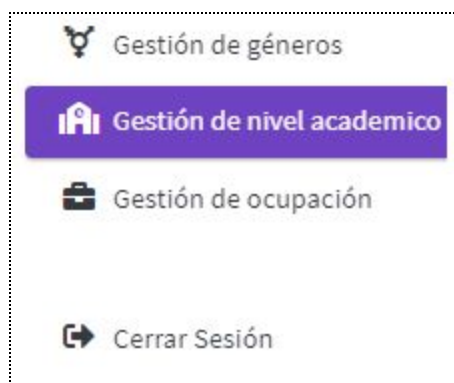 Gestión de géneros
Gestión de nivel academico
Gestión de ocupación
Cerrar Sesión